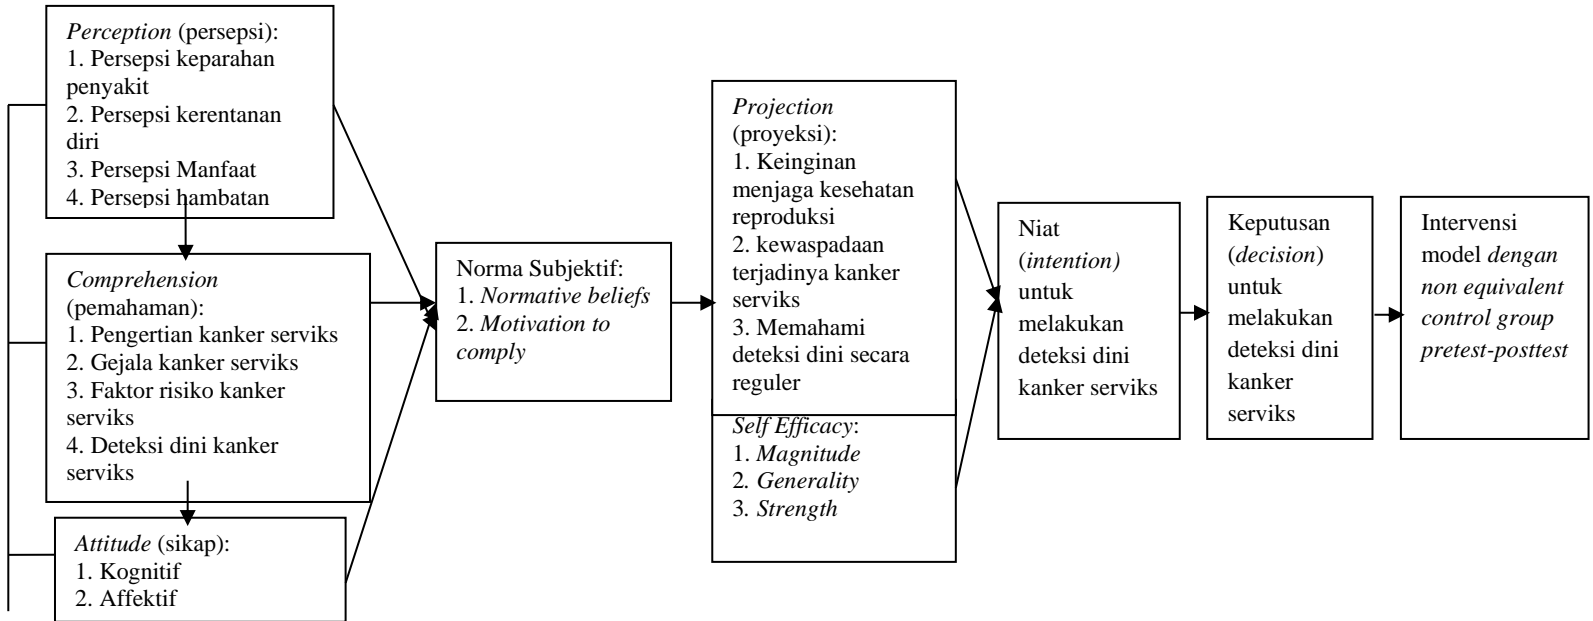 Perception (persepsi):
1. Persepsi keparahan
penyakit
2. Persepsi kerentanan
diri
3. Persepsi Manfaat
4. Persepsi hambatan
Comprehension
(pemahaman):
1. Pengertian kanker serviks
2. Gejala kanker serviks
3. Faktor risiko kanker
serviks
4. Deteksi dini kanker
serviks
Attitude (sikap):
1. Kognitif
2. Affektif
Norma Subjektif:
1. Normative beliefs
2. Motivation to
comply
Projection
(proyeksi):
1. Keinginan
menjaga kesehatan
reproduksi
2. kewaspadaan
terjadinya kanker
serviks
3. Memahami
deteksi dini secara
reguler
Self Efficacy:
1. Magnitude
2. Generality
3. Strength
Niat
(intention)
untuk
melakukan
deteksi dini
kanker serviks
Keputusan
(decision)
untuk
melakukan
deteksi dini
kanker
serviks
Intervensi
model dengan
non equivalent
control group
pretest-posttest